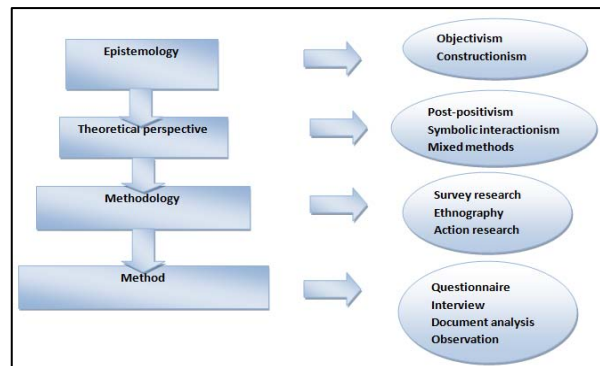 Epistemology
Objectivism
Constructionism
Theoretical perspective
Post-positivism
Symbolic interactionism
Mixed methods
Methodology
Survey research
Ethnography
Action research
Method
Questionnaire
Interview
Document analysis
Observation